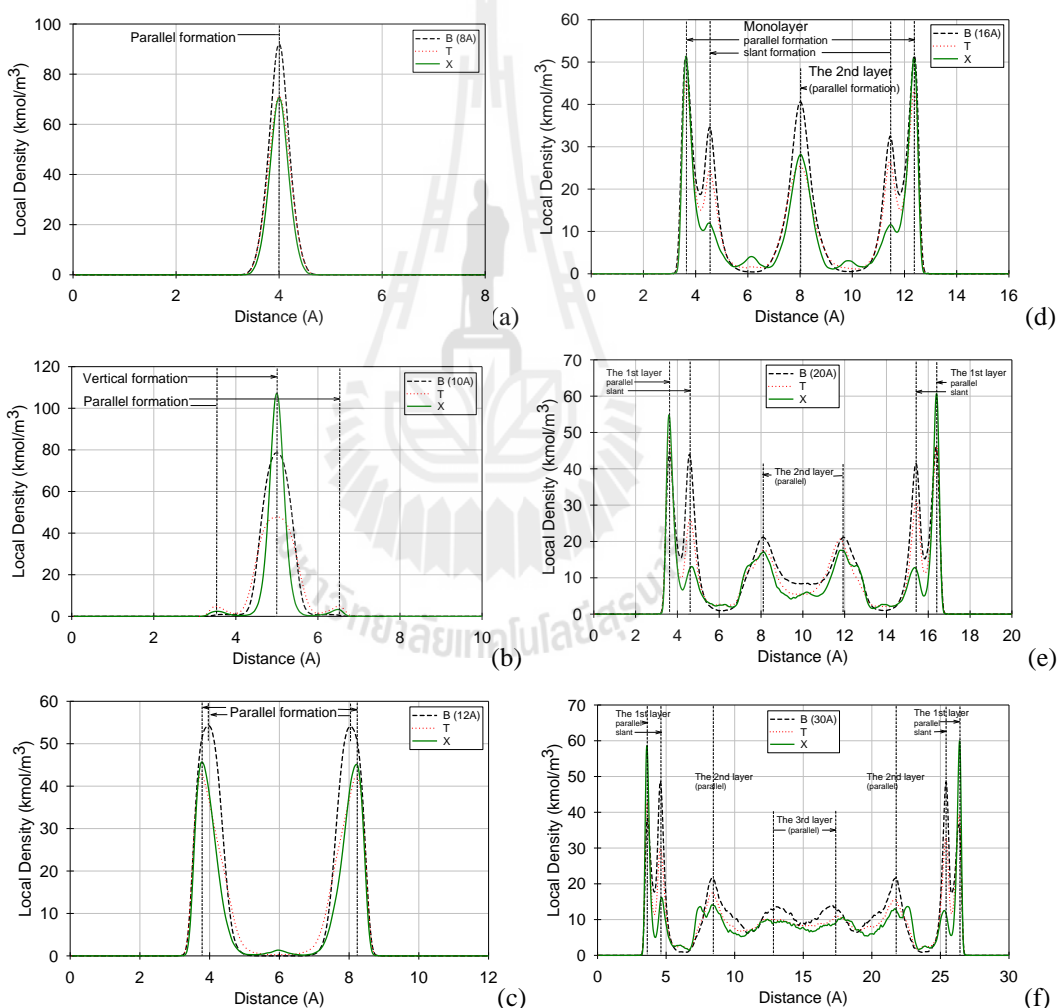 Parallel formation
B (8A)
T
X
Local Density (kmol/m³)
100
80
60
40
20
0
0 2 4 6 8
Distance (A)
(a)
Monolayer
parallel formation
slant formation
The 2nd layer
(parallel formation)
B (16A)
T
X
Local Density (kmol/m³)
60
50
40
30
20
10
0
0 2 4 6 8 10 12 14 16
Distance (A)
(d)
Vertical formation
Parallel formation
B (10A)
T
X
Local Density (kmol/m³)
120
100
80
60
40
20
0
0 2 4 6 8 10
Distance (A)
(b)
The 1st layer
parallel
slant
B (20A)
T
X
The 1st layer
parallel
slant
The 2nd layer
(parallel)
Local Density (kmol/m³)
70
60
50
40
30
20
10
0
0 2 4 6 8 10 12 14 16 18 20
Distance (A)
(e)
Parallel formation
B (12A)
T
X
Local Density (kmol/m³)
60
50
40
30
20
10
0
0 2 4 6 8 10 12
Distance (A)
(c)
The 1st layer
parallel
slant
B (30A)
T
X
The 1st layer
parallel
slant
The 2nd layer
(parallel)
The 2nd layer
(parallel)
The 3rd layer
(parallel)
Local Density (kmol/m³)
70
60
50
40
30
20
10
0
0 5 10 15 20 25 30
Distance (A)
(f)